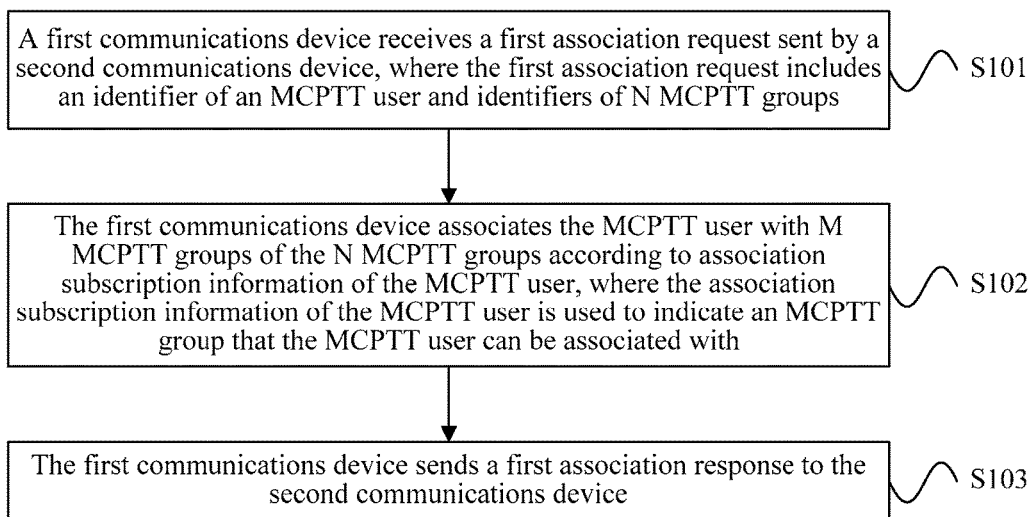 A first communications device receives a first association request sent by a
second communications device, where the first association request includes
an identifier of an MCPTT user and identifiers of N MCPTT groups
S101
The first communications device associates the MCPTT user with M
MCPTT groups of the N MCPTT groups according to association
subscription information of the MCPTT user, where the association
subscription information of the MCPTT user is used to indicate an MCPTT
group that the MCPTT user can be associated with
S102
The first communications device sends a first association response to the
second communications device
S103